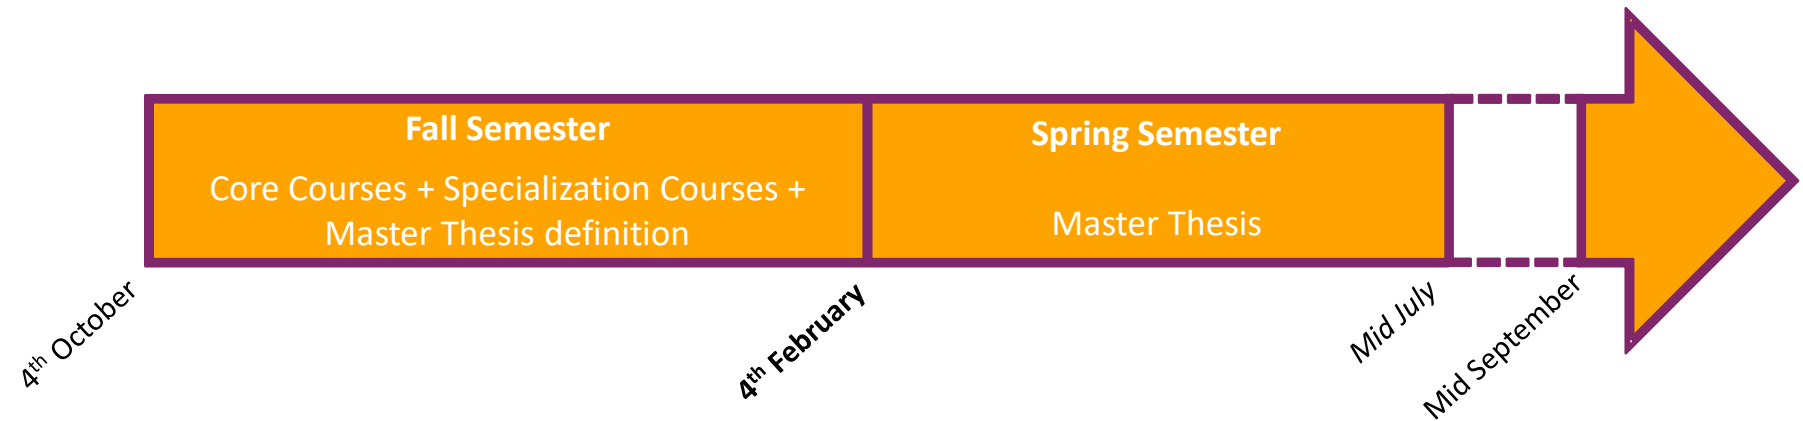 Fall Semester
Core Courses + Specialization Courses +
Master Thesis definition
Spring Semester
Master Thesis
4th October
4th February
Mid July
Mid September